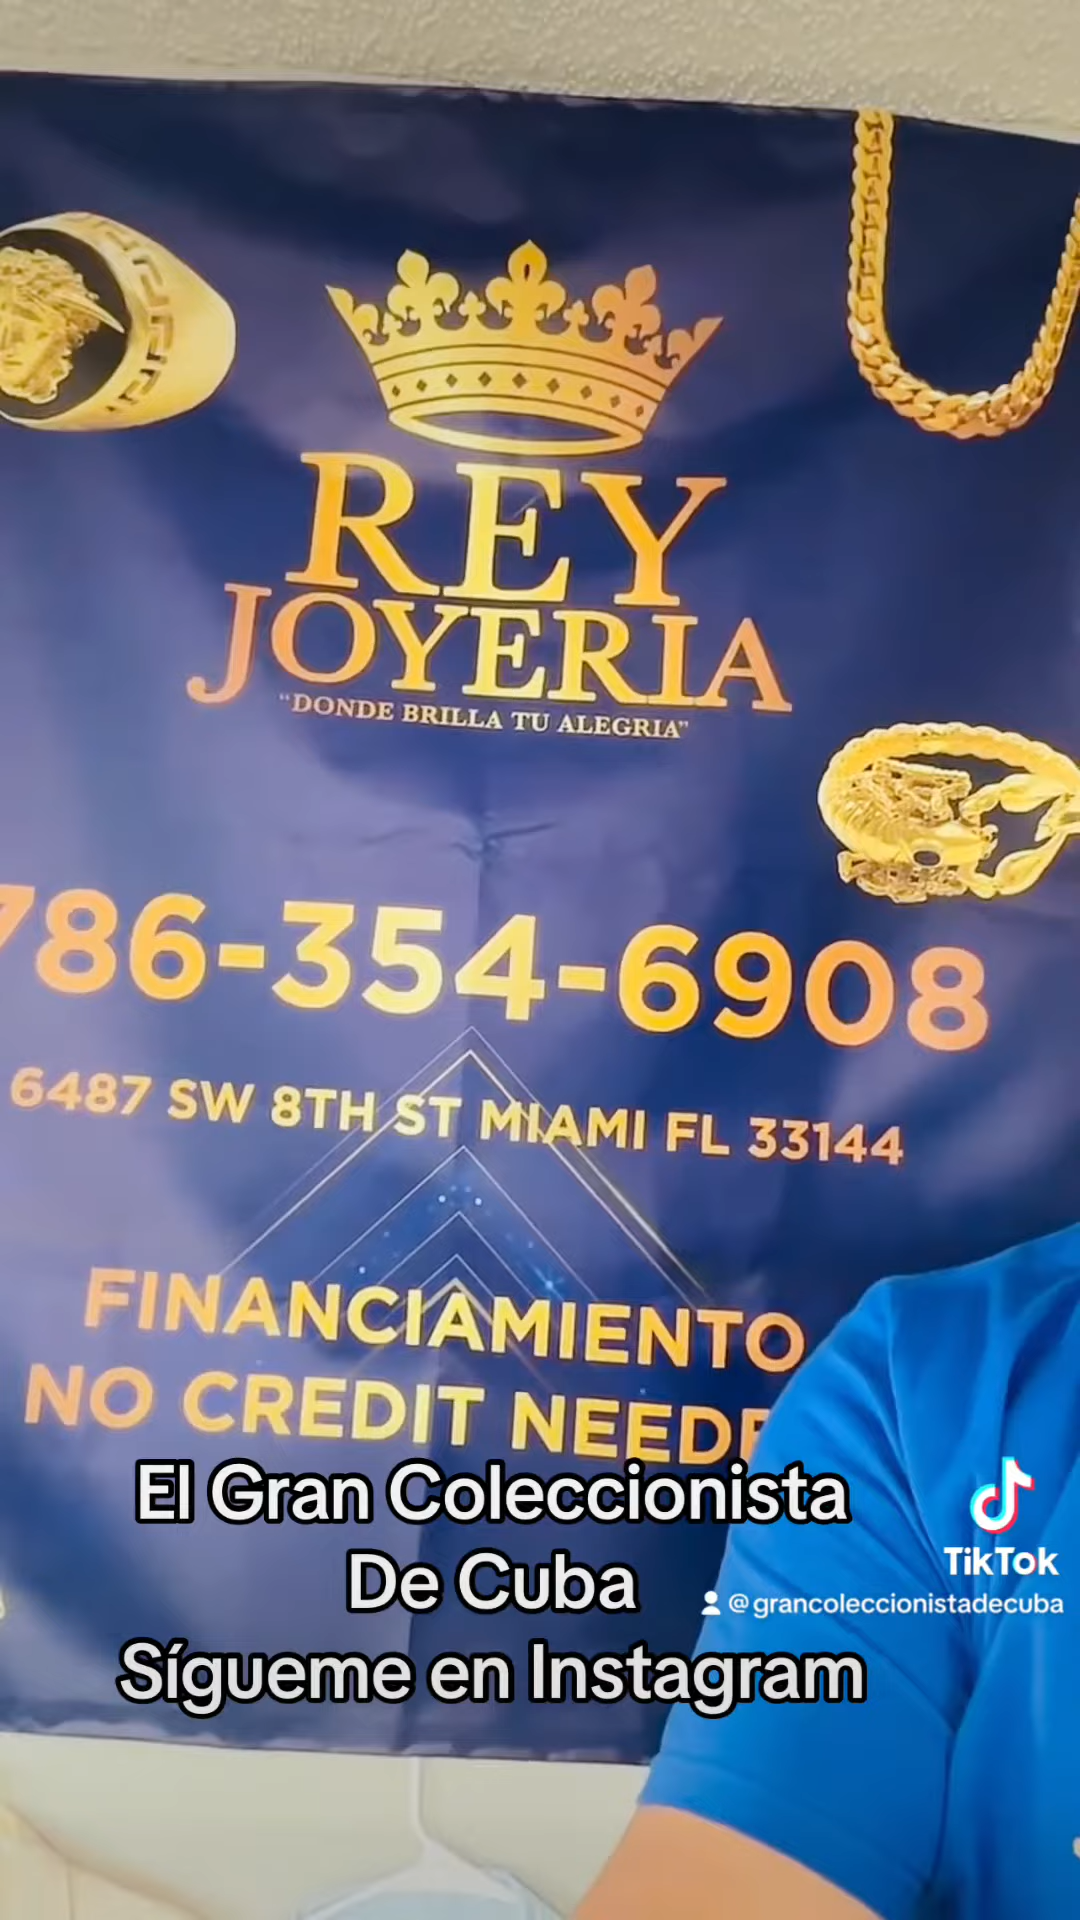 REY
JOYERIA
"DONDE BRILLA TU ALEGRIA"
786-354-6908
6487 SW 8TH ST MIAMI FL 33144
FINANCIAMIENTO
NO CREDIT NEEDE
El Gran Coleccionista
De Cuba
Sígueme en Instagram
TikTok
@grancoleccionistadecuba